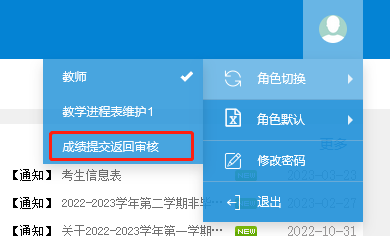 教师
角色切换
教学进程表维护1
角色默认
更多
成绩提交返回审核
修改密码
【通知】 考生信息表
【通知】 2022-2023学年第二学期非毕… NEW
退出
【通知】 关于2022-2023学年第一学期… NEW 2022-10-31